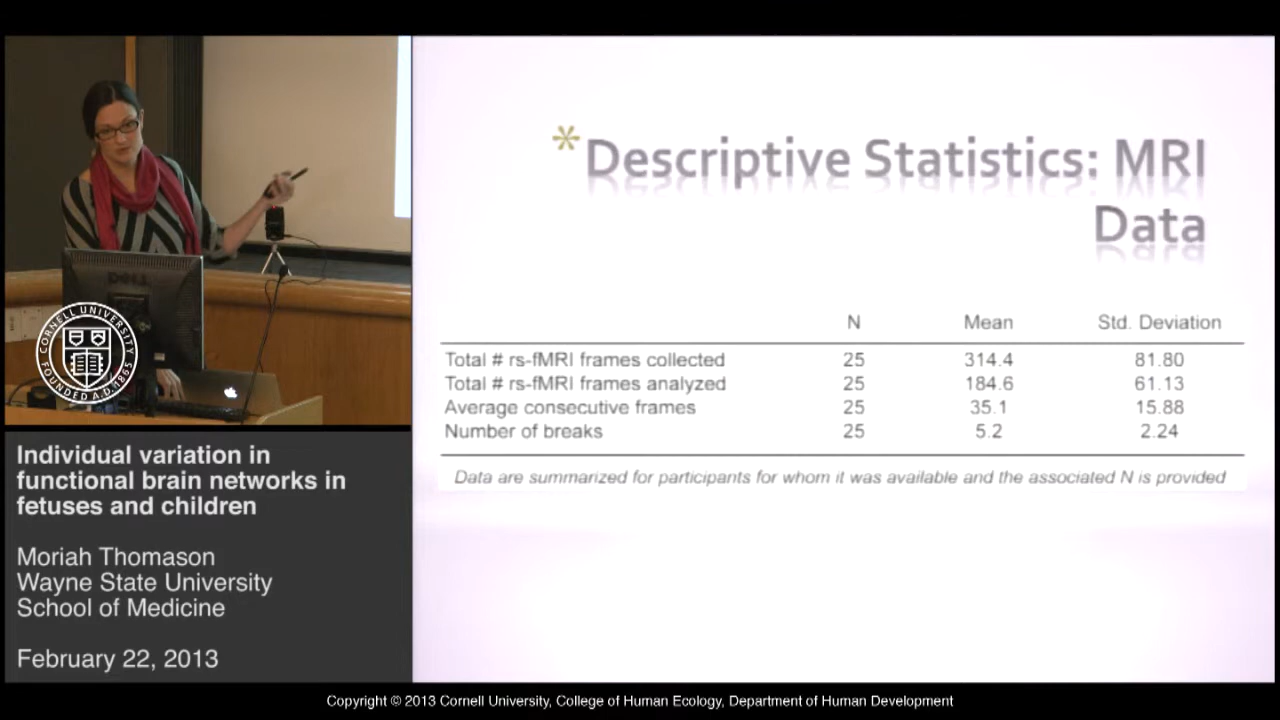 *Descriptive Statistics: MRI
Data
N Mean Std. Deviation
Total # rs-fMRI frames collected 25 314.4 81.80
Total # rs-fMRI frames analyzed 25 184.6 61.13
Average consecutive frames 25 35.1 15.88
Number of breaks 25 5.2 2.24
Data are summarized for participants for whom it was available and the associated N is provided
DELL
CORNELL UNIVERSITY
FOUNDED A.D. 1865
Individual variation in
functional brain networks in
fetuses and children
Moriah Thomason
Wayne State University
School of Medicine
February 22, 2013
Copyright © 2013 Cornell University, College of Human Ecology, Department of Human Development